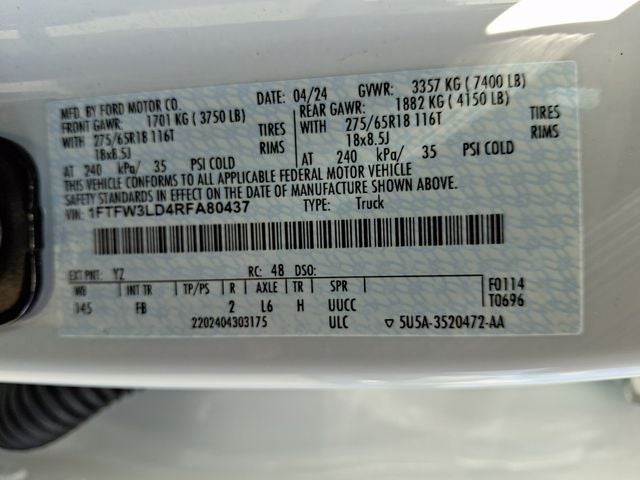 MFD. BY FORD MOTOR CO. DATE: 04/24 GVWR: 3357 KG ( 7400 LB)
FRONT GAWR: 1701 KG ( 3750 LB) REAR GAWR: 1882 KG ( 4150 LB)
WITH 275/65R18 116T TIRES WITH 275/65R18 116T TIRES
18x8.5J RIMS 18x8.5J RIMS
AT 240 kPa/ 35 PSI COLD AT 240 kPa/ 35 PSI COLD
THIS VEHICLE CONFORMS TO ALL APPLICABLE FEDERAL MOTOR VEHICLE
SAFETY STANDARDS IN EFFECT ON THE DATE OF MANUFACTURE SHOWN ABOVE.
VIN: 1FTFW3LD4RFA80437 TYPE: Truck
EXT PNT: YZ RC: 48 DSO:
WB INT TR TP/PS R AXLE TR SPR F0114
145 FB 2 L6 H UUCC T0696
2202404303175 ULC ▽ 5U5A-3520472-AA